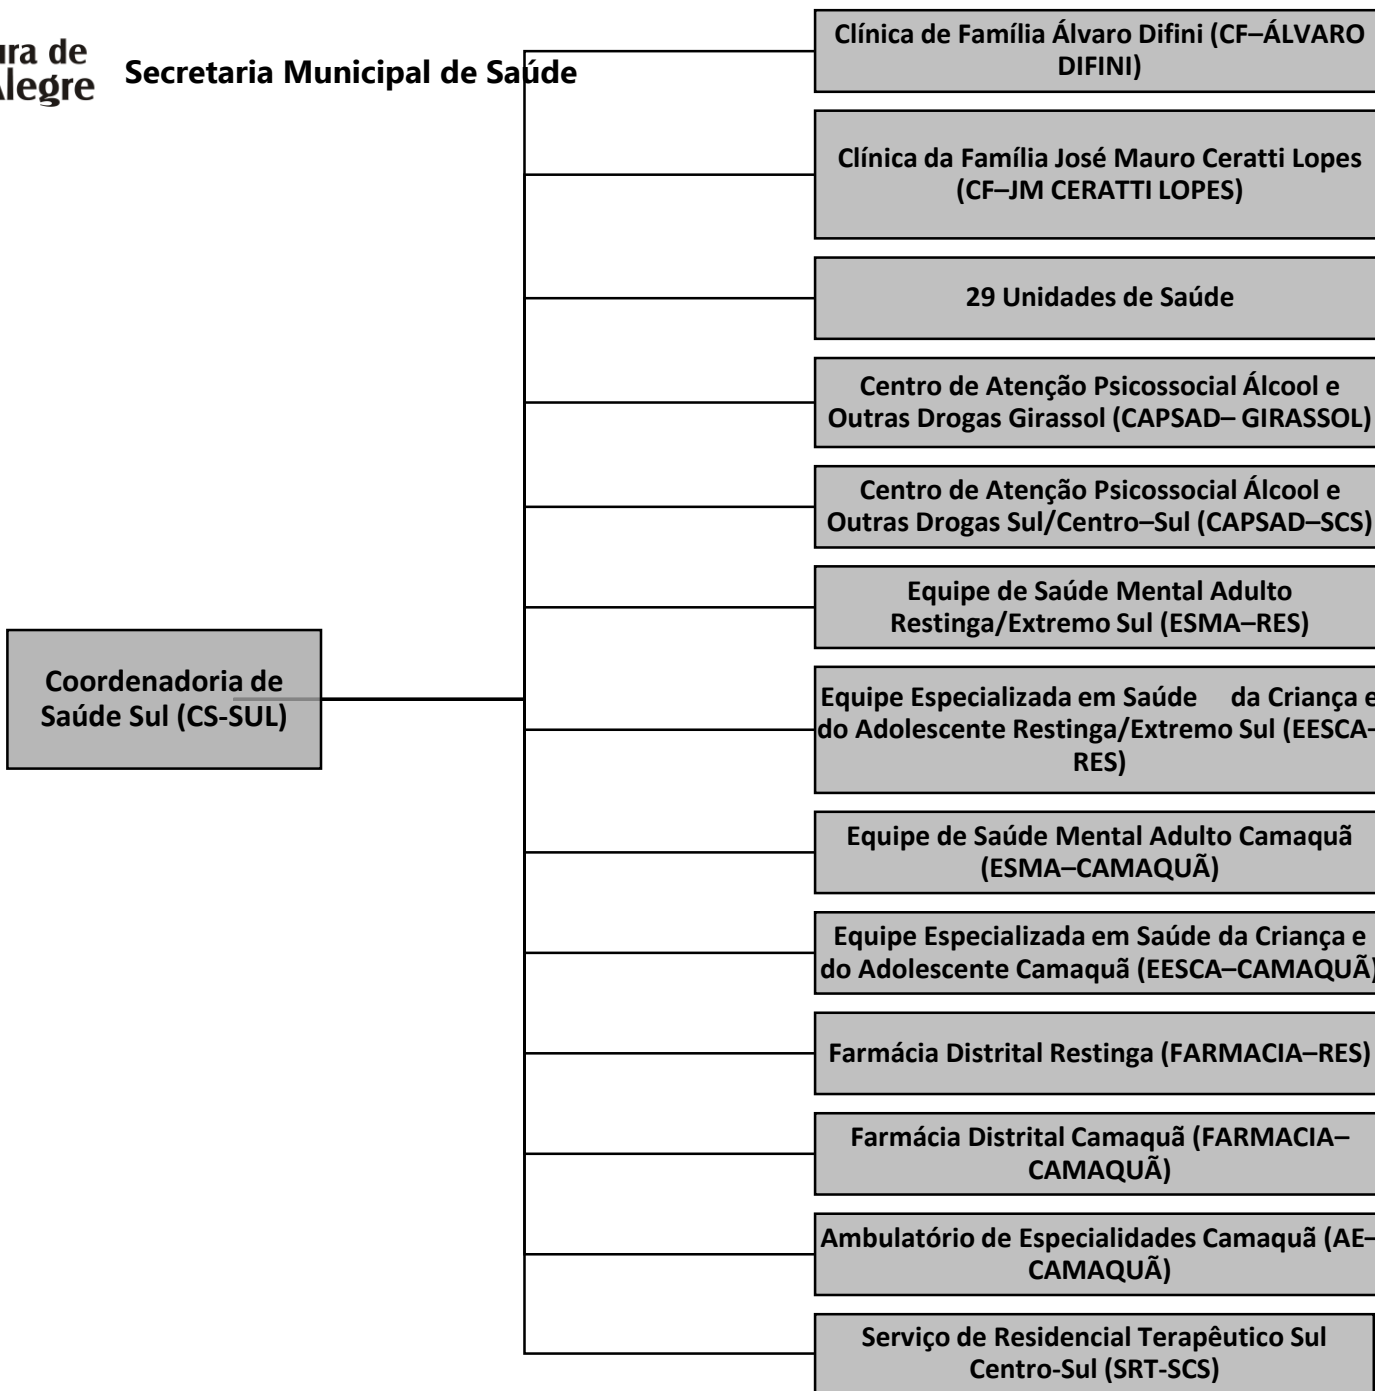 ura de
Alegre
Secretaria Municipal de Saúde
Clínica de Família Álvaro Difini (CF–ÁLVARO
DIFINI)
Clínica da Família José Mauro Ceratti Lopes
(CF–JM CERATTI LOPES)
29 Unidades de Saúde
Centro de Atenção Psicossocial Álcool e
Outras Drogas Girassol (CAPSAD– GIRASSOL)
Centro de Atenção Psicossocial Álcool e
Outras Drogas Sul/Centro–Sul (CAPSAD–SCS)
Equipe de Saúde Mental Adulto
Restinga/Extremo Sul (ESMA–RES)
Coordenadoria de
Saúde Sul (CS-SUL)
Equipe Especializada em Saúde da Criança e
do Adolescente Restinga/Extremo Sul (EESCA–
RES)
Equipe de Saúde Mental Adulto Camaquã
(ESMA–CAMAQUÃ)
Equipe Especializada em Saúde da Criança e
do Adolescente Camaquã (EESCA–CAMAQUÃ)
Farmácia Distrital Restinga (FARMACIA–RES)
Farmácia Distrital Camaquã (FARMACIA–
CAMAQUÃ)
Ambulatório de Especialidades Camaquã (AE–
CAMAQUÃ)
Serviço de Residencial Terapêutico Sul
Centro-Sul (SRT-SCS)